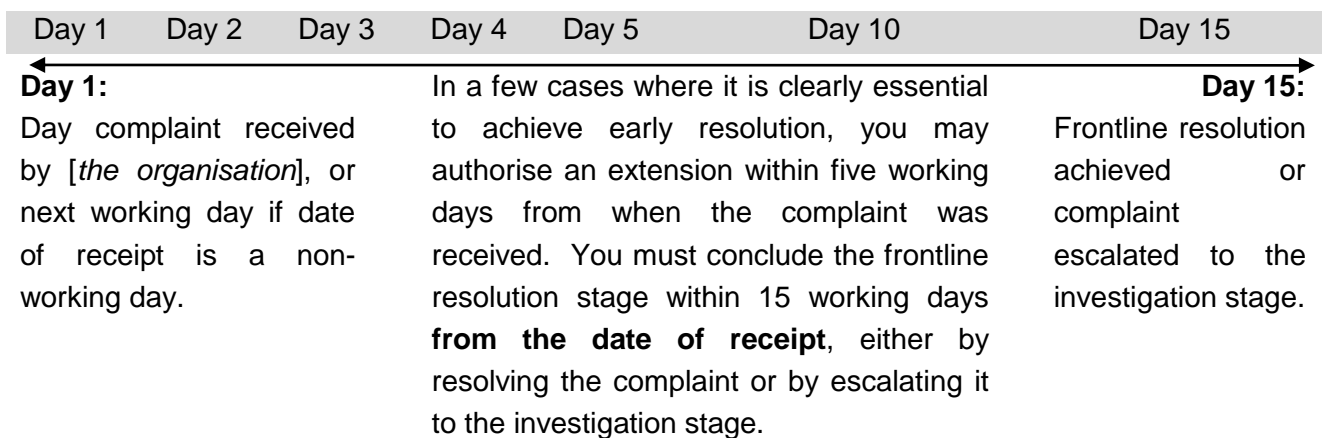 Day 1 Day 2 Day 3 Day 4 Day 5 Day 10 Day 15
Day 1:
Day complaint received
by [the organisation], or
next working day if date
of receipt is a non-
working day.
In a few cases where it is clearly essential
to achieve early resolution, you may
authorise an extension within five working
days from when the complaint was
received. You must conclude the frontline
resolution stage within 15 working days
from the date of receipt, either by
resolving the complaint or by escalating it
to the investigation stage.
Day 15:
Frontline resolution
achieved or
complaint
escalated to the
investigation stage.